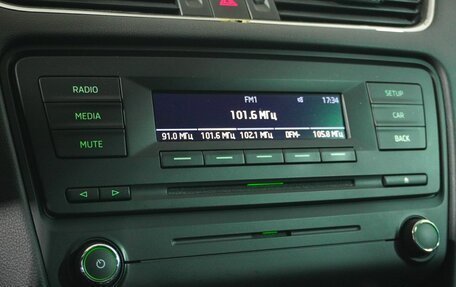 RADIO
MEDIA
MUTE
FM1
17:34
101.6 МГц
91.0 МГц 101.6 МГц 102.1 МГц DFM- 105.8 МГц
SETUP
CAR
BACK